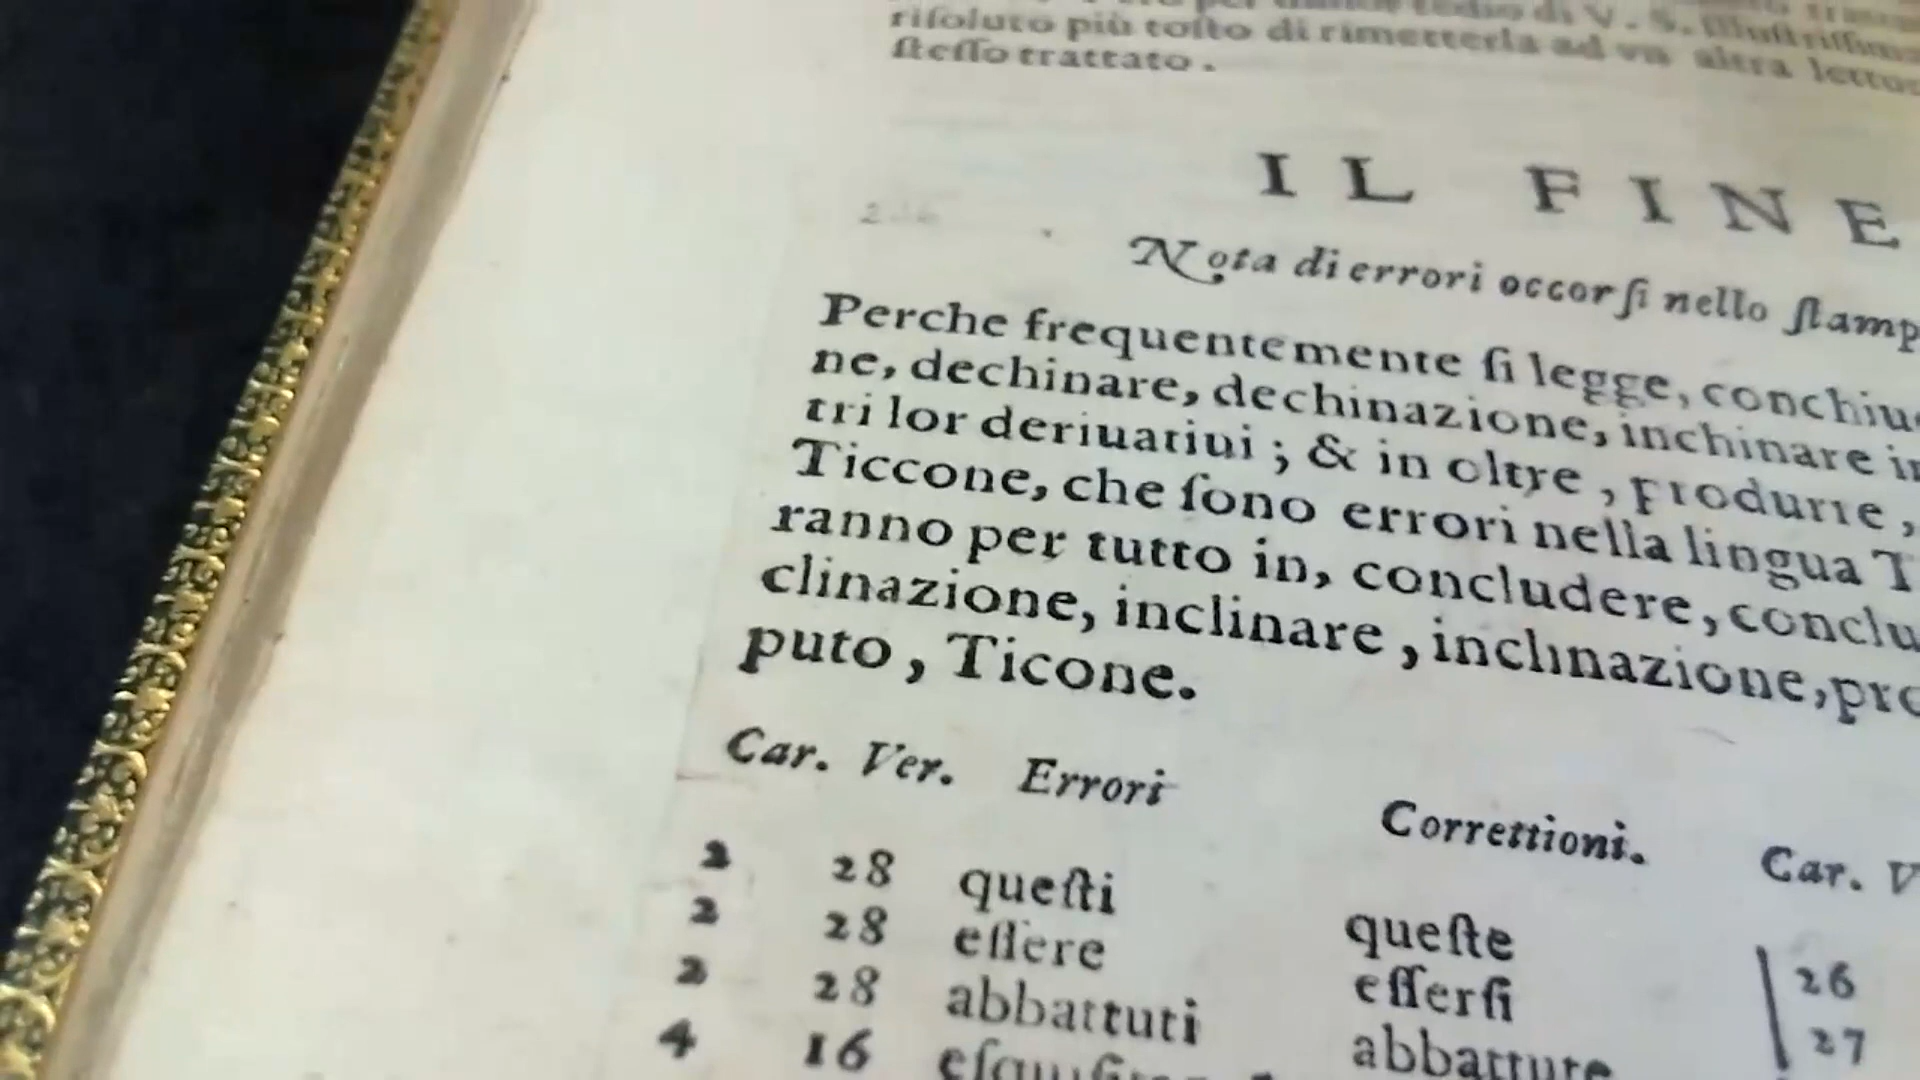 risoluto più tosto di rimetterla ad vn altra
stesso trattato.
IL FINE
Nota di errori occorsi nello stamp
Perche frequentemente si legge, conchiu
ne, dechinare, dechinazione, inchinare in
tri lor deriuatiui; & in oltre, produrre,
Ticcone, che sono errori nella lingua T
ranno per tutto in, concludere, conclu
clinazione, inclinare, inclinazione, pro
puto, Ticone.
Car. Ver. Errori Correttioni. Car. V
2 28 questi queste
2 28 essere essersi 26
2 28 abbattuti abbattute 27
4 16